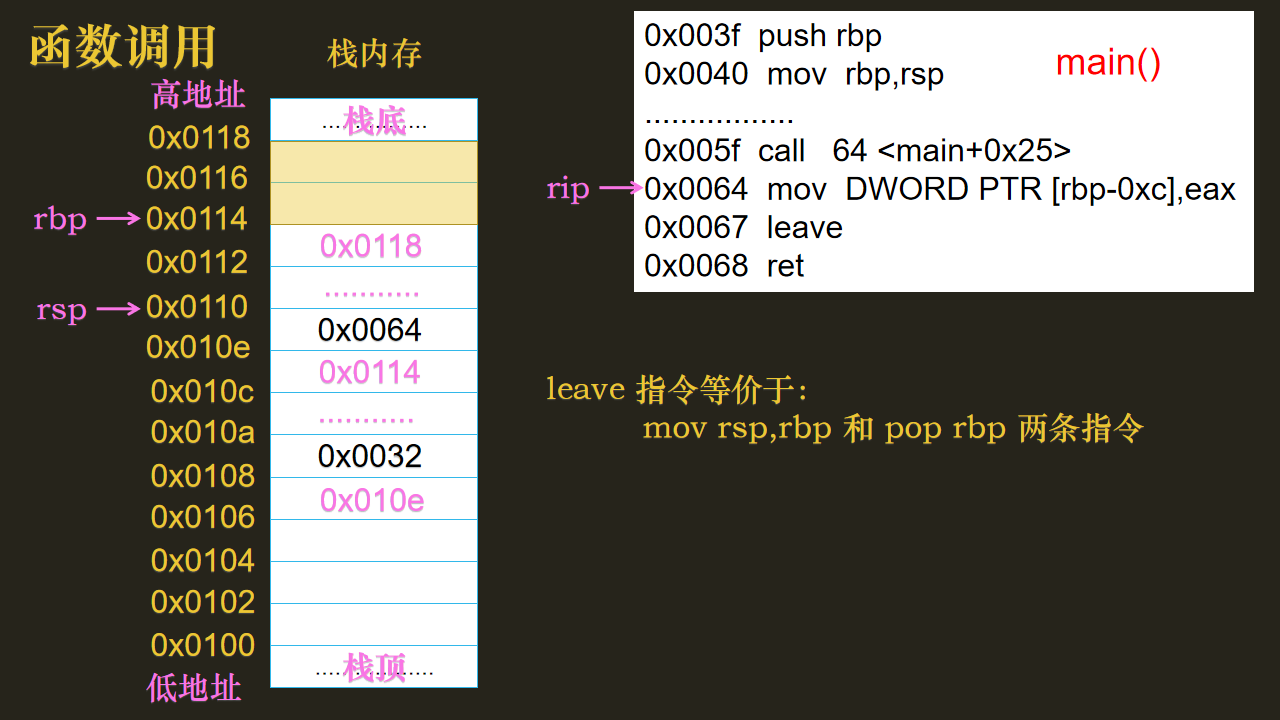 函数调用
栈内存
高地址
...栈底...
0x0118
0x0116
rbp
0x0114
0x0118
0x0112
...........
rsp
0x0110
0x0064
0x010e
0x0114
0x010c
...........
0x010a
0x0032
0x0108
0x010e
0x0106
0x0104
0x0102
0x0100
....栈顶....
低地址
0x003f push rbp
main()
0x0040 mov rbp,rsp
.................
0x005f call 64 <main+0x25>
rip
0x0064 mov DWORD PTR [rbp-0xc],eax
0x0067 leave
0x0068 ret
leave 指令等价于：
mov rsp,rbp 和 pop rbp 两条指令